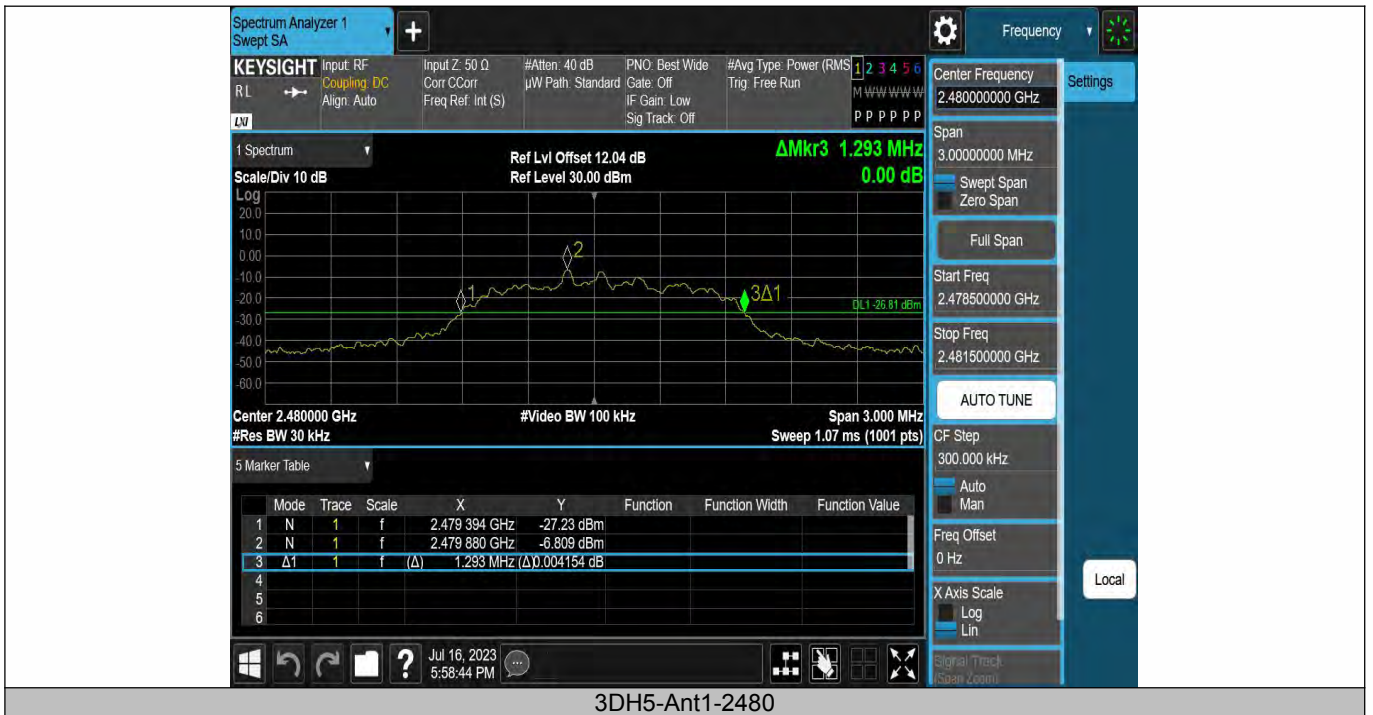 Spectrum Analyzer 1
Swept SA
Frequency
KEYSIGHT
RL
LXI
Input: RF
Coupling: DC
Align: Auto
Input Z: 50 Ω
Corr CCorr
Freq Ref: Int (S)
#Atten: 40 dB
µW Path: Standard
PNO: Best Wide
Gate: Off
IF Gain: Low
Sig Track: Off
#Avg Type: Power (RMS
Trig: Free Run
1 2 3 4 5 6
M W W W W W
P P P P P P
1 Spectrum
Scale/Div 10 dB
Ref Lvl Offset 12.04 dB
Ref Level 30.00 dBm
ΔMkr3 1.293 MHz
0.00 dB
Log
20.0
10.0
0.00
-10.0
-20.0
-30.0
-40.0
-50.0
-60.0
2
1
3Δ1
DL1 -26.81 dBm
Center 2.480000 GHz
#Video BW 100 kHz
Span 3.000 MHz
#Res BW 30 kHz
Sweep 1.07 ms (1001 pts)
5 Marker Table
Mode Trace Scale X Y Function Function Width Function Value
1 N 1 f 2.479 394 GHz -27.23 dBm
2 N 1 f 2.479 880 GHz -6.809 dBm
3 Δ1 1 f (Δ) 1.293 MHz (Δ)0.004154 dB
4
5
6
Jul 16, 2023
5:58:44 PM
Center Frequency
2.480000000 GHz
Settings
Span
3.00000000 MHz
Swept Span
Zero Span
Full Span
Start Freq
2.478500000 GHz
Stop Freq
2.481500000 GHz
AUTO TUNE
CF Step
300.000 kHz
Auto
Man
Freq Offset
0 Hz
X Axis Scale
Log
Lin
Local
Signal Track
(Span Zoom)
3DH5-Ant1-2480